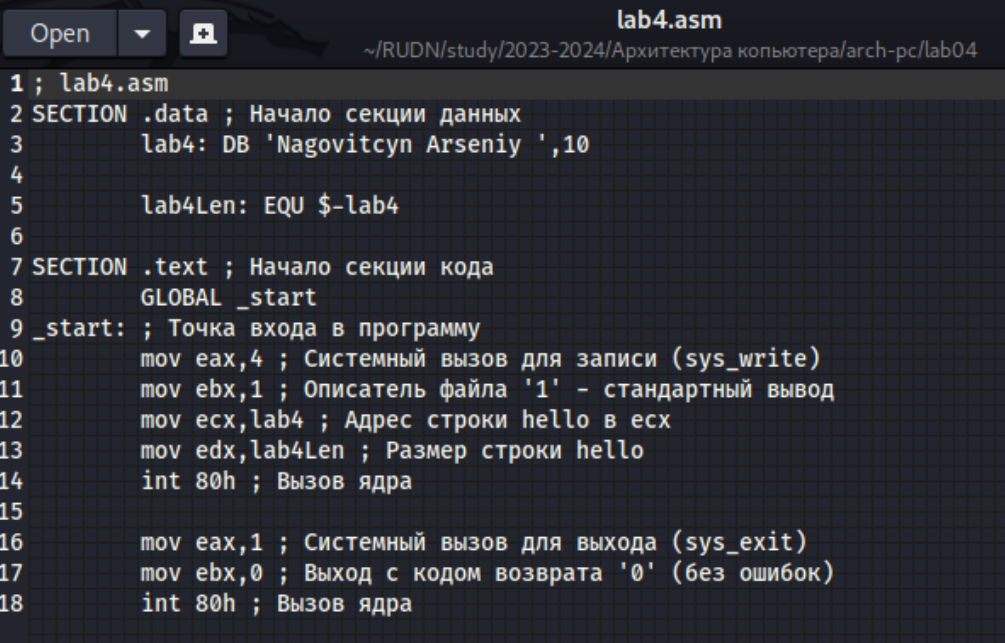 Open
lab4.asm
~/RUDN/study/2023-2024/Архитектура копьютера/arch-pc/lab04
1 ; lab4.asm
2 SECTION .data ; Начало секции данных
3 lab4: DB 'Nagovitcyn Arseniy ',10
4
5 lab4Len: EQU $-lab4
6
7 SECTION .text ; Начало секции кода
8 GLOBAL _start
9 _start: ; Точка входа в программу
10 mov eax,4 ; Системный вызов для записи (sys_write)
11 mov ebx,1 ; Описатель файла '1' - стандартный вывод
12 mov ecx,lab4 ; Адрес строки hello в ecx
13 mov edx,lab4Len ; Размер строки hello
14 int 80h ; Вызов ядра
15
16 mov eax,1 ; Системный вызов для выхода (sys_exit)
17 mov ebx,0 ; Выход с кодом возврата '0' (без ошибок)
18 int 80h ; Вызов ядра